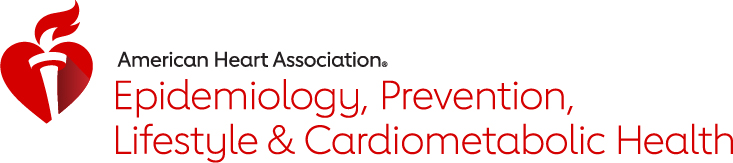 American Heart Association®
Epidemiology, Prevention,
Lifestyle & Cardiometabolic Health